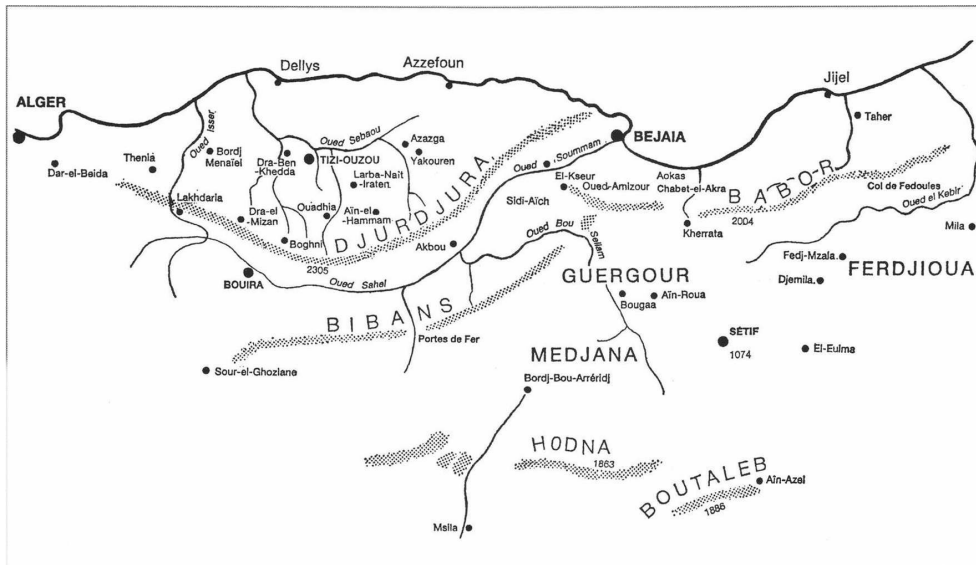 Dellys
Azzefoun
ALGER
Jijel
Taher
Oued Isser
Bordj
Menaïel
Dra-Ben
-Khedda
Oued Sebaou
TIZI-OUZOU
Azazga
Yakouren
BEJAIA
Thenlá
Dar-el-Beida
Larba-Naït
-Iraten
Oued Soummam
El-Kseur
Oued-Amizour
Aokas
Chabet-el-Akra
BABOR
2004
Col de Fedoules
Oued el Kebir
Lakhdaria
Dra-el
-Mizan
Ouadhia
Aïn-el
-Hammam
DJURDJURA
Sidi-Aïch
Kherrata
Mila
Boghni
2305
Akbou
Oued Bou
Sellam
Fedj-Mzala
FERDJIOUA
BOUIRA
Oued Sahel
GUERGOUR
Djemila
Bougaa
Aïn-Roua
BIBANS
Portes de Fer
SÉTIF
1074
El-Eulma
MEDJANA
Sour-el-Ghozlane
Bordj-Bou-Arréridj
HODNA
1863
BOUTALEB
1886
Aïn-Azel
Msila